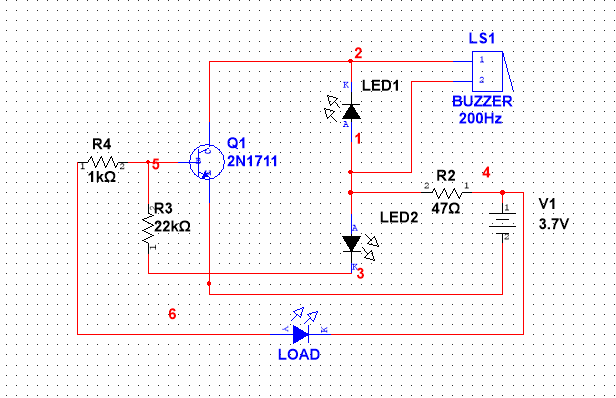 LS1
2
1
2
K
LED1
BUZZER
200Hz
A
1
R4
Q1
2N1711
1
2
5
1kΩ
4
R2
2
1
47Ω
V1
3.7V
1
2
R3
22kΩ
2
1
LED2
A
K
3
6
A
K
LOAD